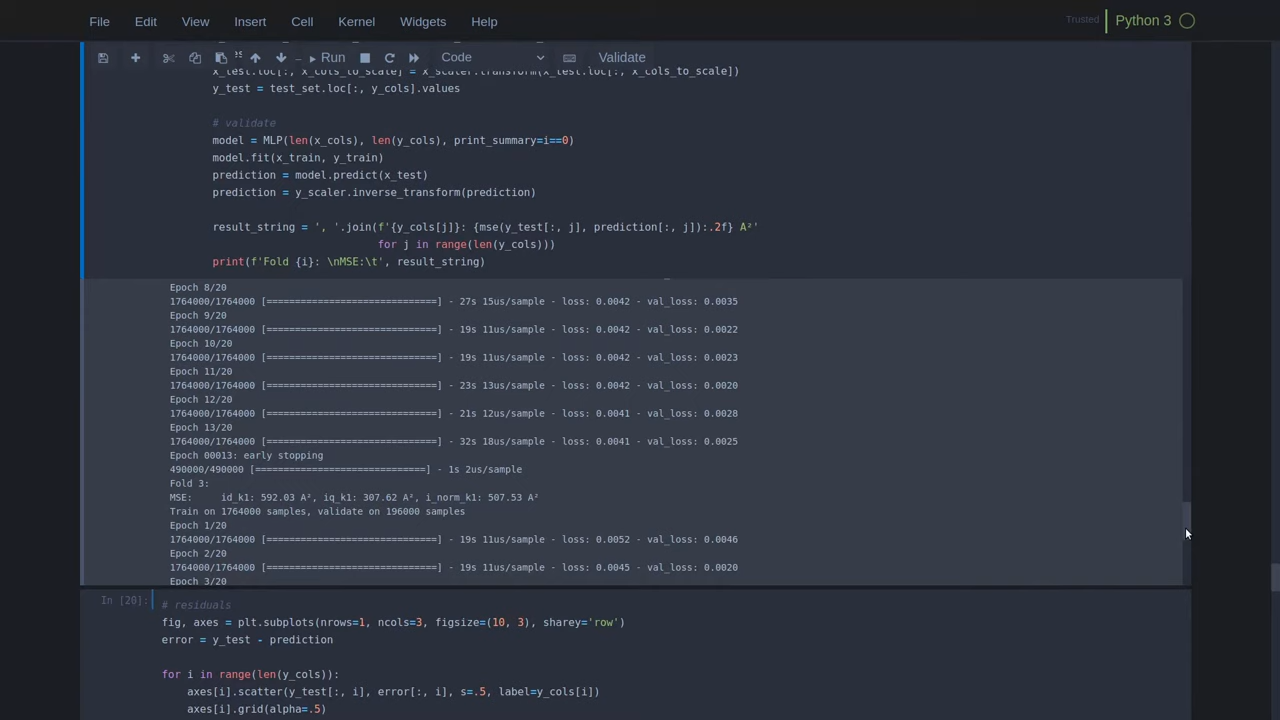 File Edit View Insert Cell Kernel Widgets Help Trusted Python 3
Run Code Validate
x_test.loc[:, x_cols_to_scale] = x_scaler.transform(x_test.loc[:, x_cols_to_scale])
y_test = test_set.loc[:, y_cols].values
# validate
model = MLP(len(x_cols), len(y_cols), print_summary=i==0)
model.fit(x_train, y_train)
prediction = model.predict(x_test)
prediction = y_scaler.inverse_transform(prediction)
result_string = ', '.join(f'{y_cols[j]}: {mse(y_test[:, j], prediction[:, j]):.2f} A²'
for j in range(len(y_cols)))
print(f'Fold {i}: \nMSE:\t', result_string)
Epoch 8/20
1764000/1764000 [==============================] - 27s 15us/sample - loss: 0.0042 - val_loss: 0.0035
Epoch 9/20
1764000/1764000 [==============================] - 19s 11us/sample - loss: 0.0042 - val_loss: 0.0022
Epoch 10/20
1764000/1764000 [==============================] - 19s 11us/sample - loss: 0.0042 - val_loss: 0.0023
Epoch 11/20
1764000/1764000 [==============================] - 23s 13us/sample - loss: 0.0042 - val_loss: 0.0020
Epoch 12/20
1764000/1764000 [==============================] - 21s 12us/sample - loss: 0.0041 - val_loss: 0.0028
Epoch 13/20
1764000/1764000 [==============================] - 32s 18us/sample - loss: 0.0041 - val_loss: 0.0025
Epoch 00013: early stopping
490000/490000 [==============================] - 1s 2us/sample
Fold 3:
MSE: id_k1: 592.03 A², iq_k1: 307.62 A², i_norm_k1: 507.53 A²
Train on 1764000 samples, validate on 196000 samples
Epoch 1/20
1764000/1764000 [==============================] - 19s 11us/sample - loss: 0.0052 - val_loss: 0.0046
Epoch 2/20
1764000/1764000 [==============================] - 19s 11us/sample - loss: 0.0045 - val_loss: 0.0020
Epoch 3/20
In [20]: # residuals
fig, axes = plt.subplots(nrows=1, ncols=3, figsize=(10, 3), sharey='row')
error = y_test - prediction
for i in range(len(y_cols)):
axes[i].scatter(y_test[:, i], error[:, i], s=.5, label=y_cols[i])
axes[i].grid(alpha=.5)